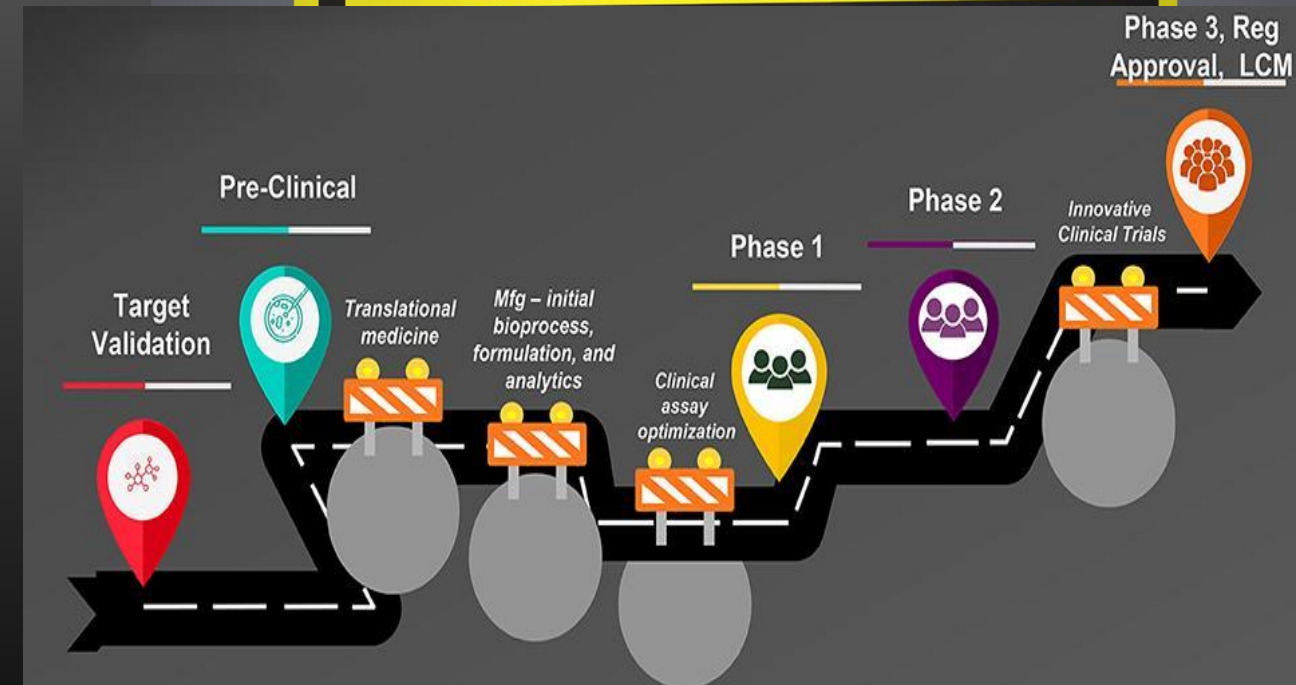 Target
Validation
Pre-Clinical
Translational
medicine
Mfg – initial
bioprocess,
formulation, and
analytics
Clinical
assay
optimization
Phase 1
Phase 2
Innovative
Clinical Trials
Phase 3, Reg
Approval, LCM